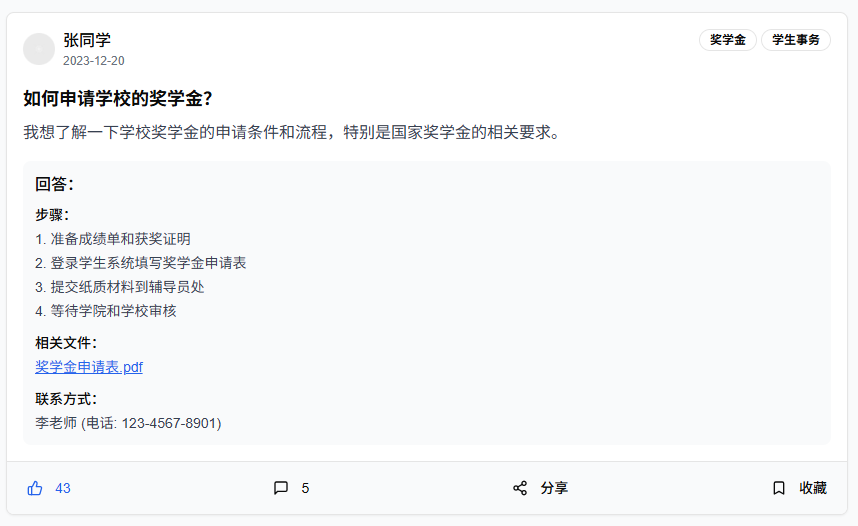 张同学
2023-12-20
奖学金 学生事务
如何申请学校的奖学金?
我想了解一下学校奖学金的申请条件和流程，特别是国家奖学金的相关要求。
回答：
步骤：
1. 准备成绩单和获奖证明
2. 登录学生系统填写奖学金申请表
3. 提交纸质材料到辅导员处
4. 等待学院和学校审核
相关文件：
奖学金申请表.pdf
联系方式：
李老师 (电话: 123-4567-8901)
43 5 分享 收藏